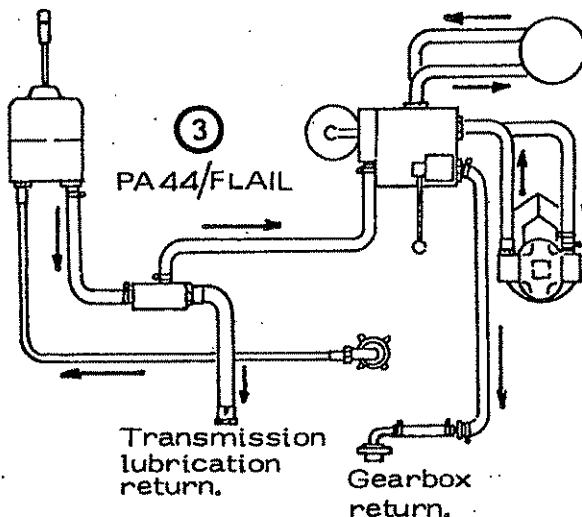 3
PA44/FLAIL
Transmission
lubrication
return.
Gearbox
return.